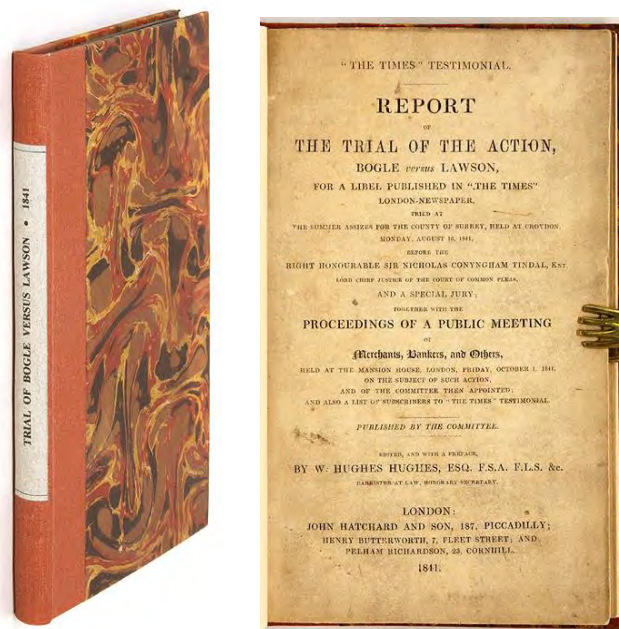 TRIAL OF BOGLE VERSUS LAWSON • 1841
"THE TIMES" TESTIMONIAL.
REPORT
OF
THE TRIAL OF THE ACTION,
BOGLE versus LAWSON,
FOR A LIBEL PUBLISHED IN "THE TIMES"
LONDON NEWSPAPER,
TRIED AT
THE SUMMER ASSIZES FOR THE COUNTY OF SURREY, HELD AT CROYDON,
MONDAY, AUGUST 16, 1841,
BEFORE THE
RIGHT HONOURABLE SIR NICHOLAS CONYNGHAM TINDAL, KNT.
LORD CHIEF JUSTICE OF THE COURT OF COMMON PLEAS,
AND A SPECIAL JURY;
TOGETHER WITH THE
PROCEEDINGS OF A PUBLIC MEETING
OF
Merchants, Bankers, and Others,
HELD AT THE MANSION HOUSE, LONDON, FRIDAY, OCTOBER 1, 1841,
ON THE SUBJECT OF SUCH ACTION,
AND OF THE COMMITTEE THEN APPOINTED;
AND ALSO A LIST OF SUBSCRIBERS TO "THE TIMES" TESTIMONIAL.
PUBLISHED BY THE COMMITTEE.
EDITED, AND WITH A PREFACE,
BY W. HUGHES HUGHES, ESQ. F.S.A. F.L.S. &c.
BARRISTER AT LAW, HONORARY SECRETARY.
LONDON:
JOHN HATCHARD AND SON, 187, PICCADILLY;
HENRY BUTTERWORTH, 7, FLEET STREET; AND
PELHAM RICHARDSON, 23, CORNHILL.
1841.